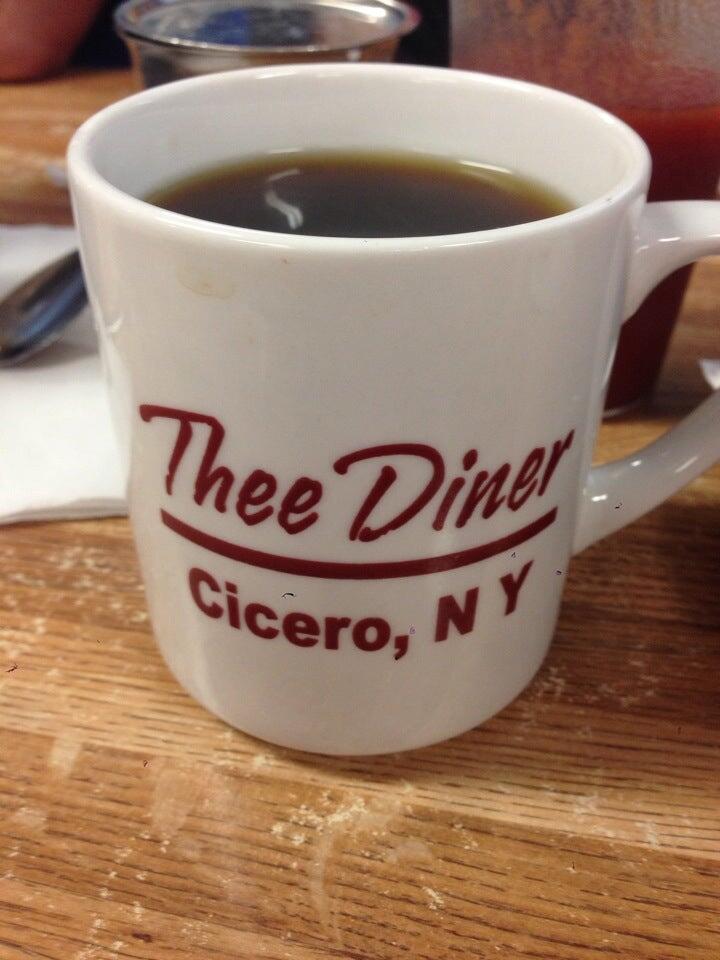 Thee Diner
Cicero, N Y